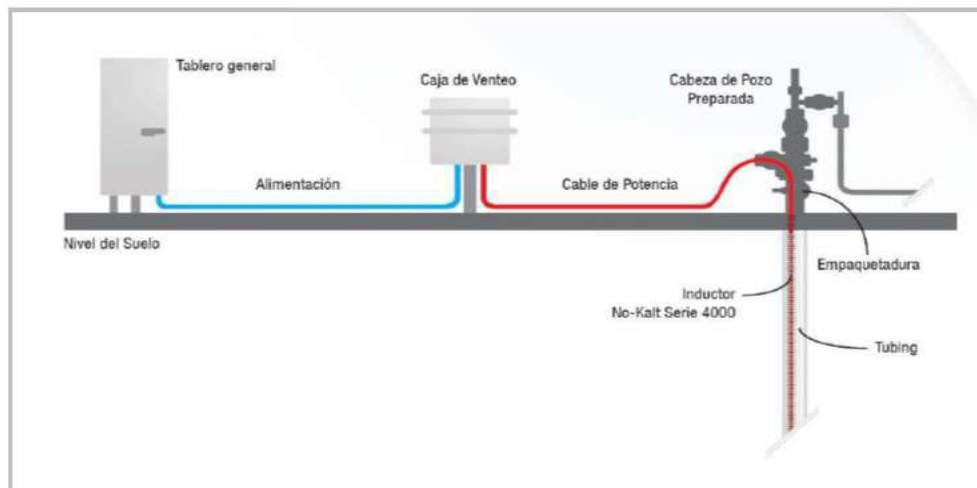 Tablero general
Caja de Venteo
Cabeza de Pozo
Preparada
Alimentación
Cable de Potencia
Nivel del Suelo
Empaquetadura
Inductor
No-Kalt Serie 4000
Tubing